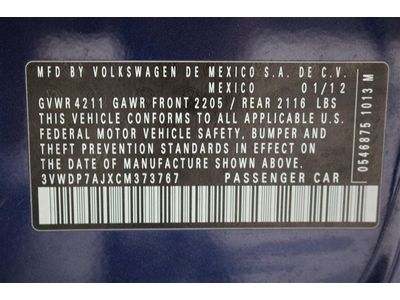 MFD BY VOLKSWAGEN DE MEXICO S.A. DE C.V.
MEXICO 01/12
GVWR 4211 GAWR FRONT 2205 / REAR 2116 LBS
THIS VEHICLE CONFORMS TO ALL APPLICABLE
FEDERAL MOTOR VEHICLE SAFETY, BUMPER AND
THEFT PREVENTION STANDARDS IN EFFECT ON
THE DATE OF MANUFACTURE SHOWN ABOVE
3VWDP7AJXCM373767 PASSENGER CAR
0546875 1013 M